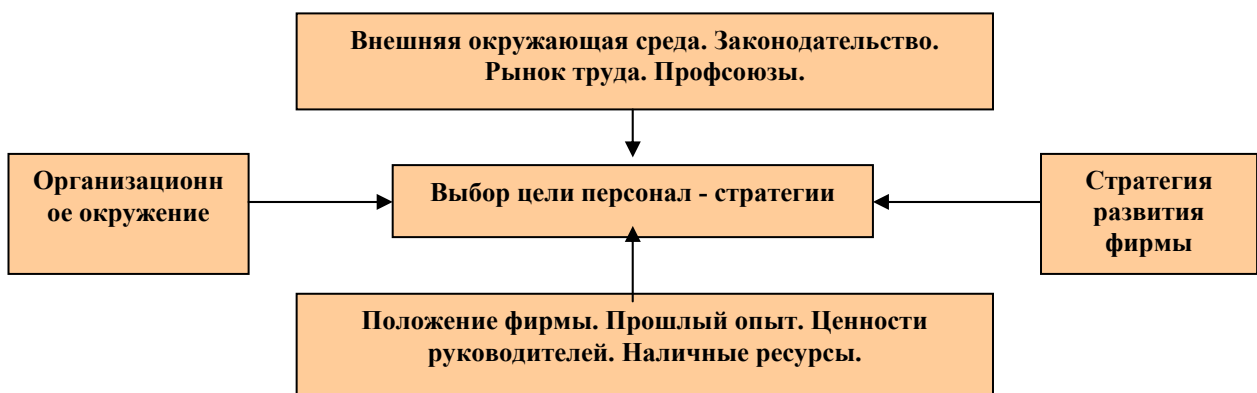 Внешняя окружающая среда. Законодательство.
Рынок труда. Профсоюзы.
Организационн
ое окружение
Выбор цели персонал - стратегии
Стратегия
развития
фирмы
Положение фирмы. Прошлый опыт. Ценности
руководителей. Наличные ресурсы.